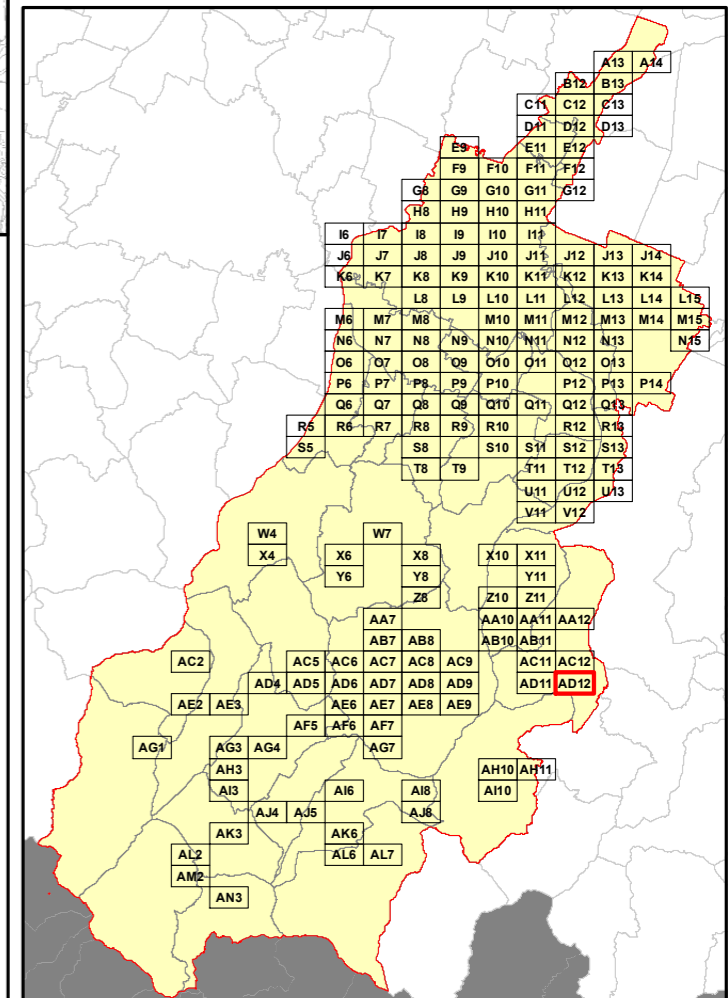 A13 A14
B12 B13
C11 C12 C13
D11 D12 D13
E9 E11 E12
F9 F10 F11 F12
G8 G9 G10 G11 G12
H8 H9 H10 H11
I6 I7 I8 I9 I10 I11
J6 J7 J8 J9 J10 J11 J12 J13 J14
K6 K7 K8 K9 K10 K11 K12 K13 K14
L8 L9 L10 L11 L12 L13 L14 L15
M6 M7 M8 M10 M11 M12 M13 M14 M15
N6 N7 N8 N9 N10 N11 N12 N13 N15
O6 O7 O8 O9 O10 O11 O12 O13
P6 P7 P8 P9 P10 P12 P13 P14
Q6 Q7 Q8 Q9 Q10 Q11 Q12 Q13
R5 R6 R7 R8 R9 R10 R12 R13
S5 S8 S10 S11 S12 S13
T8 T9 T11 T12 T13
U11 U12 U13
V11 V12
W4 W7
X4 X6 X8 X10 X11
Y6 Y8 Y11
Z8 Z10 Z11
AA7 AA10 AA11 AA12
AB7 AB8 AB10 AB11
AC2 AC5 AC6 AC7 AC8 AC9 AC11 AC12
AD4 AD5 AD6 AD7 AD8 AD9 AD11 AD12
AE2 AE3 AE6 AE7 AE8 AE9
AF5 AF6 AF7
AG1 AG3 AG4 AG7
AH3 AH10 AH11
AI3 AI6 AI8 AI10
AJ4 AJ5 AJ8
AK3 AK6
AL2 AL6 AL7
AM2
AN3